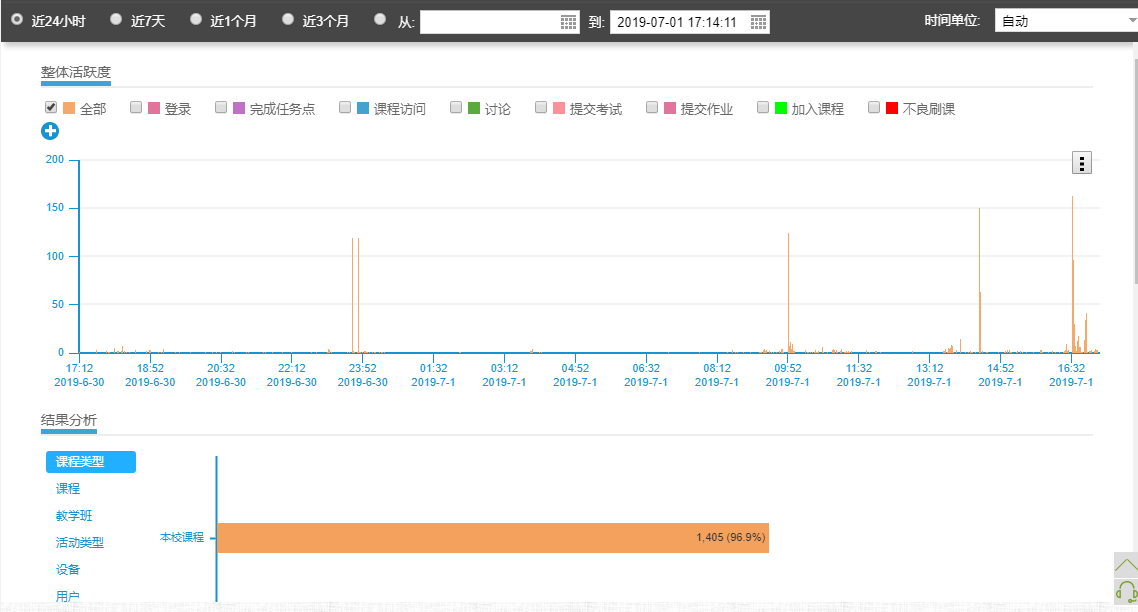 近24小时 近7天 近1个月 近3个月 从: 到: 2019-07-01 17:14:11 时间单位: 自动
整体活跃度
全部 登录 完成任务点 课程访问 讨论 提交考试 提交作业 加入课程 不良刷课
200
150
100
50
0
17:12 18:52 20:32 22:12 23:52 01:32 03:12 04:52 06:32 08:12 09:52 11:32 13:12 14:52 16:32
2019-6-30 2019-6-30 2019-6-30 2019-6-30 2019-6-30 2019-7-1 2019-7-1 2019-7-1 2019-7-1 2019-7-1 2019-7-1 2019-7-1 2019-7-1 2019-7-1 2019-7-1
结果分析
课程类型
课程
教学班
本校课程 1,405 (96.9%)
活动类型
设备
用户